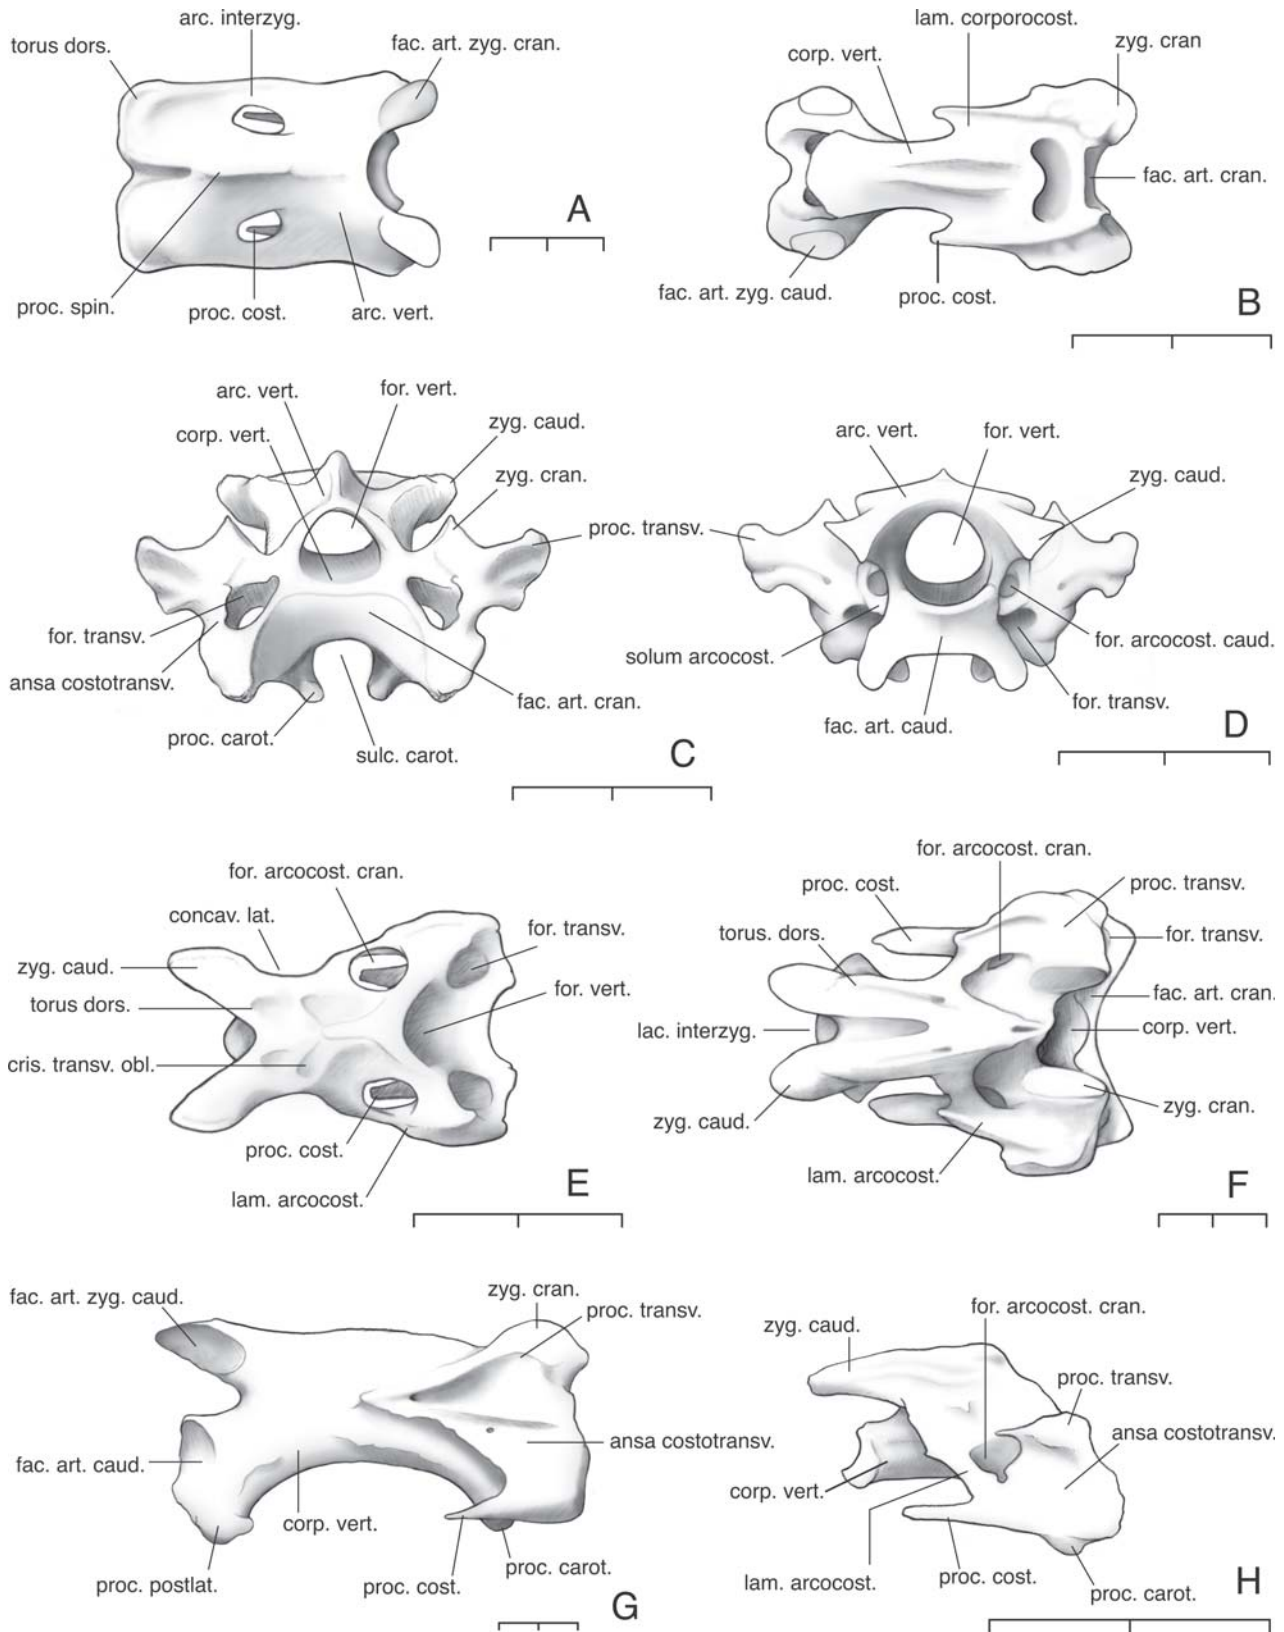 arc. interzyg.
torus dors.
fac. art. zyg. cran.
proc. spin.
proc. cost.
arc. vert.
A
lam. corporocost.
corp. vert.
zyg. cran
fac. art. cran.
fac. art. zyg. caud.
proc. cost.
B
arc. vert.
for. vert.
corp. vert.
zyg. caud.
zyg. cran.
proc. transv.
for. transv.
ansa costotransv.
fac. art. cran.
proc. carot.
sulc. carot.
C
arc. vert.
for. vert.
zyg. caud.
solum arcocost.
for. arcocost. caud.
for. transv.
fac. art. caud.
D
for. arcocost. cran.
concav. lat.
for. transv.
zyg. caud.
for. vert.
torus dors.
cris. transv. obl.
proc. cost.
lam. arcocost.
E
for. arcocost. cran.
proc. cost.
proc. transv.
torus. dors.
for. transv.
fac. art. cran.
lac. interzyg.
corp. vert.
zyg. cran.
zyg. caud.
lam. arcocost.
F
zyg. cran.
fac. art. zyg. caud.
proc. transv.
ansa costotransv.
fac. art. caud.
corp. vert.
proc. carot.
proc. postlat.
proc. cost.
G
for. arcocost. cran.
zyg. caud.
proc. transv.
ansa costotransv.
corp. vert.
lam. arcocost.
proc. cost.
proc. carot.
H